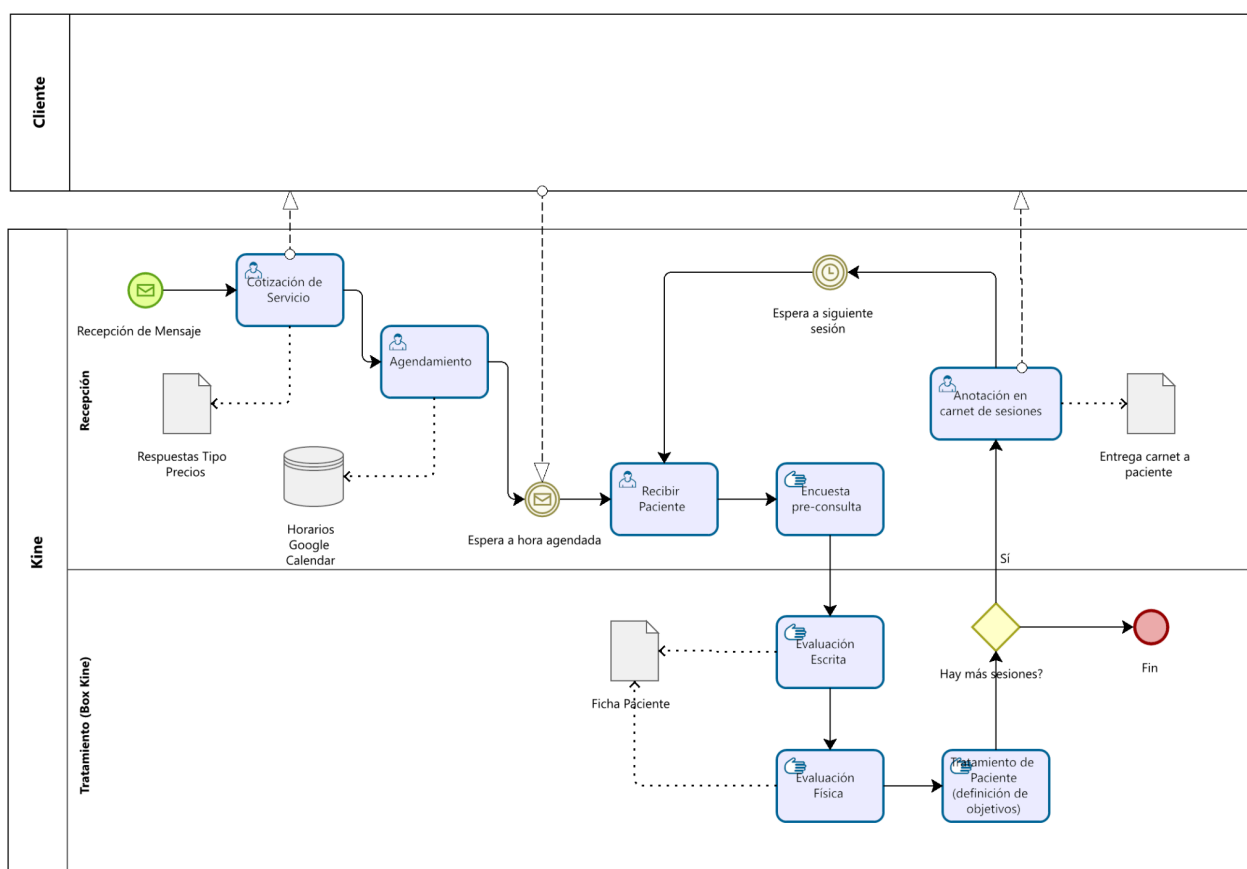 Cliente
Kine
Recepción
Recepción de Mensaje
Cotización de
Servicio
Agendamiento
Respuestas Tipo
Precios
Horarios
Google
Calendar
Espera a hora agendada
Recibir
Paciente
Encuesta
pre-consulta
Espera a siguiente
sesión
Anotación en
carnet de sesiones
Entrega carnet a
paciente
Sí
Tratamiento (Box Kine)
Evaluación
Escrita
Ficha Paciente
Evaluación
Física
Tratamiento de
Paciente
(definición de
objetivos)
Hay más sesiones?
Fin